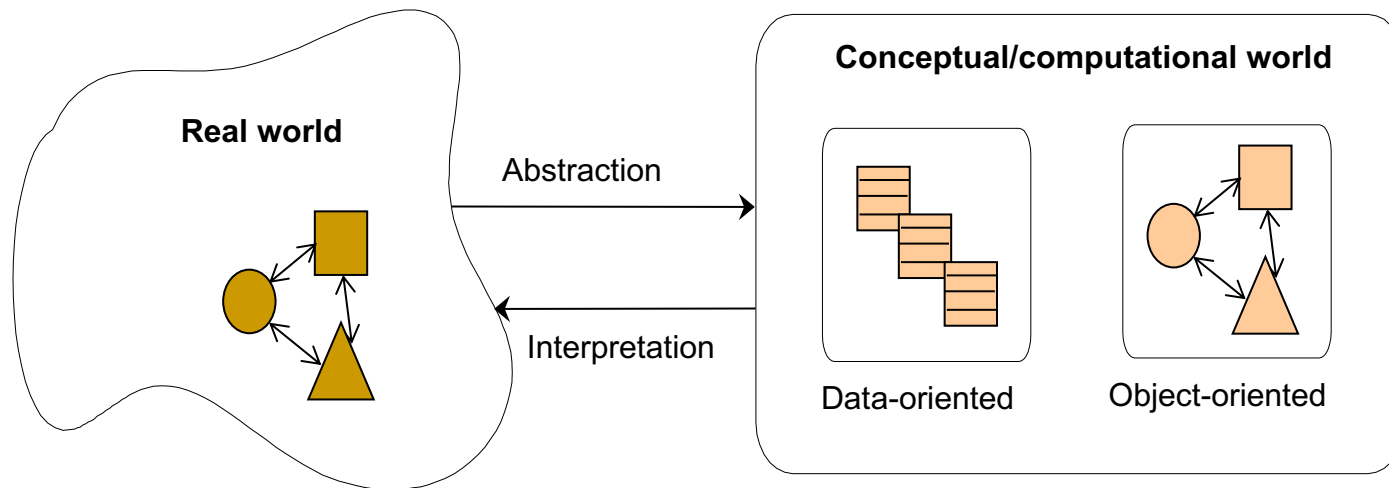 Real world
Abstraction
Interpretation
Conceptual/computational world
Data-oriented
Object-oriented